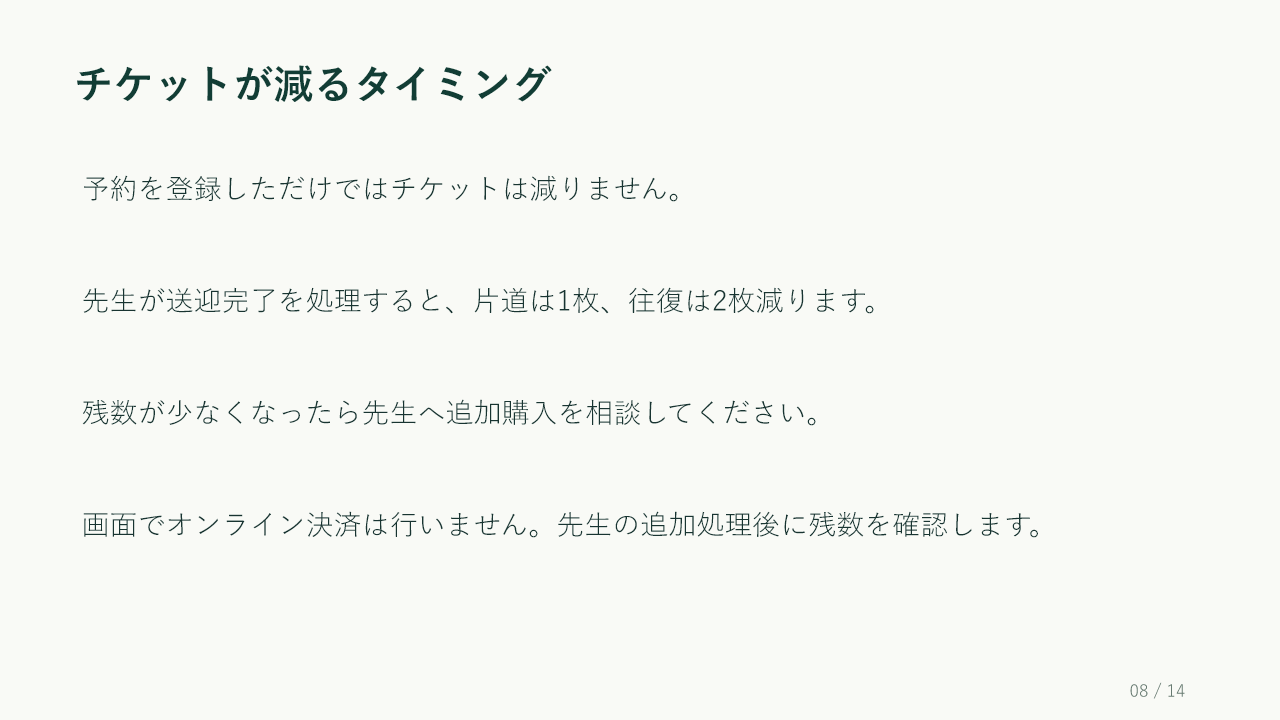 チケットが減るタイミング
予約を登録しただけではチケットは減りません。
先生が送迎完了を処理すると、片道は1枚、往復は2枚減ります。
残数が少なくなったら先生へ追加購入を相談してください。
画面でオンライン決済は行いません。先生の追加処理後に残数を確認します。
08 / 14